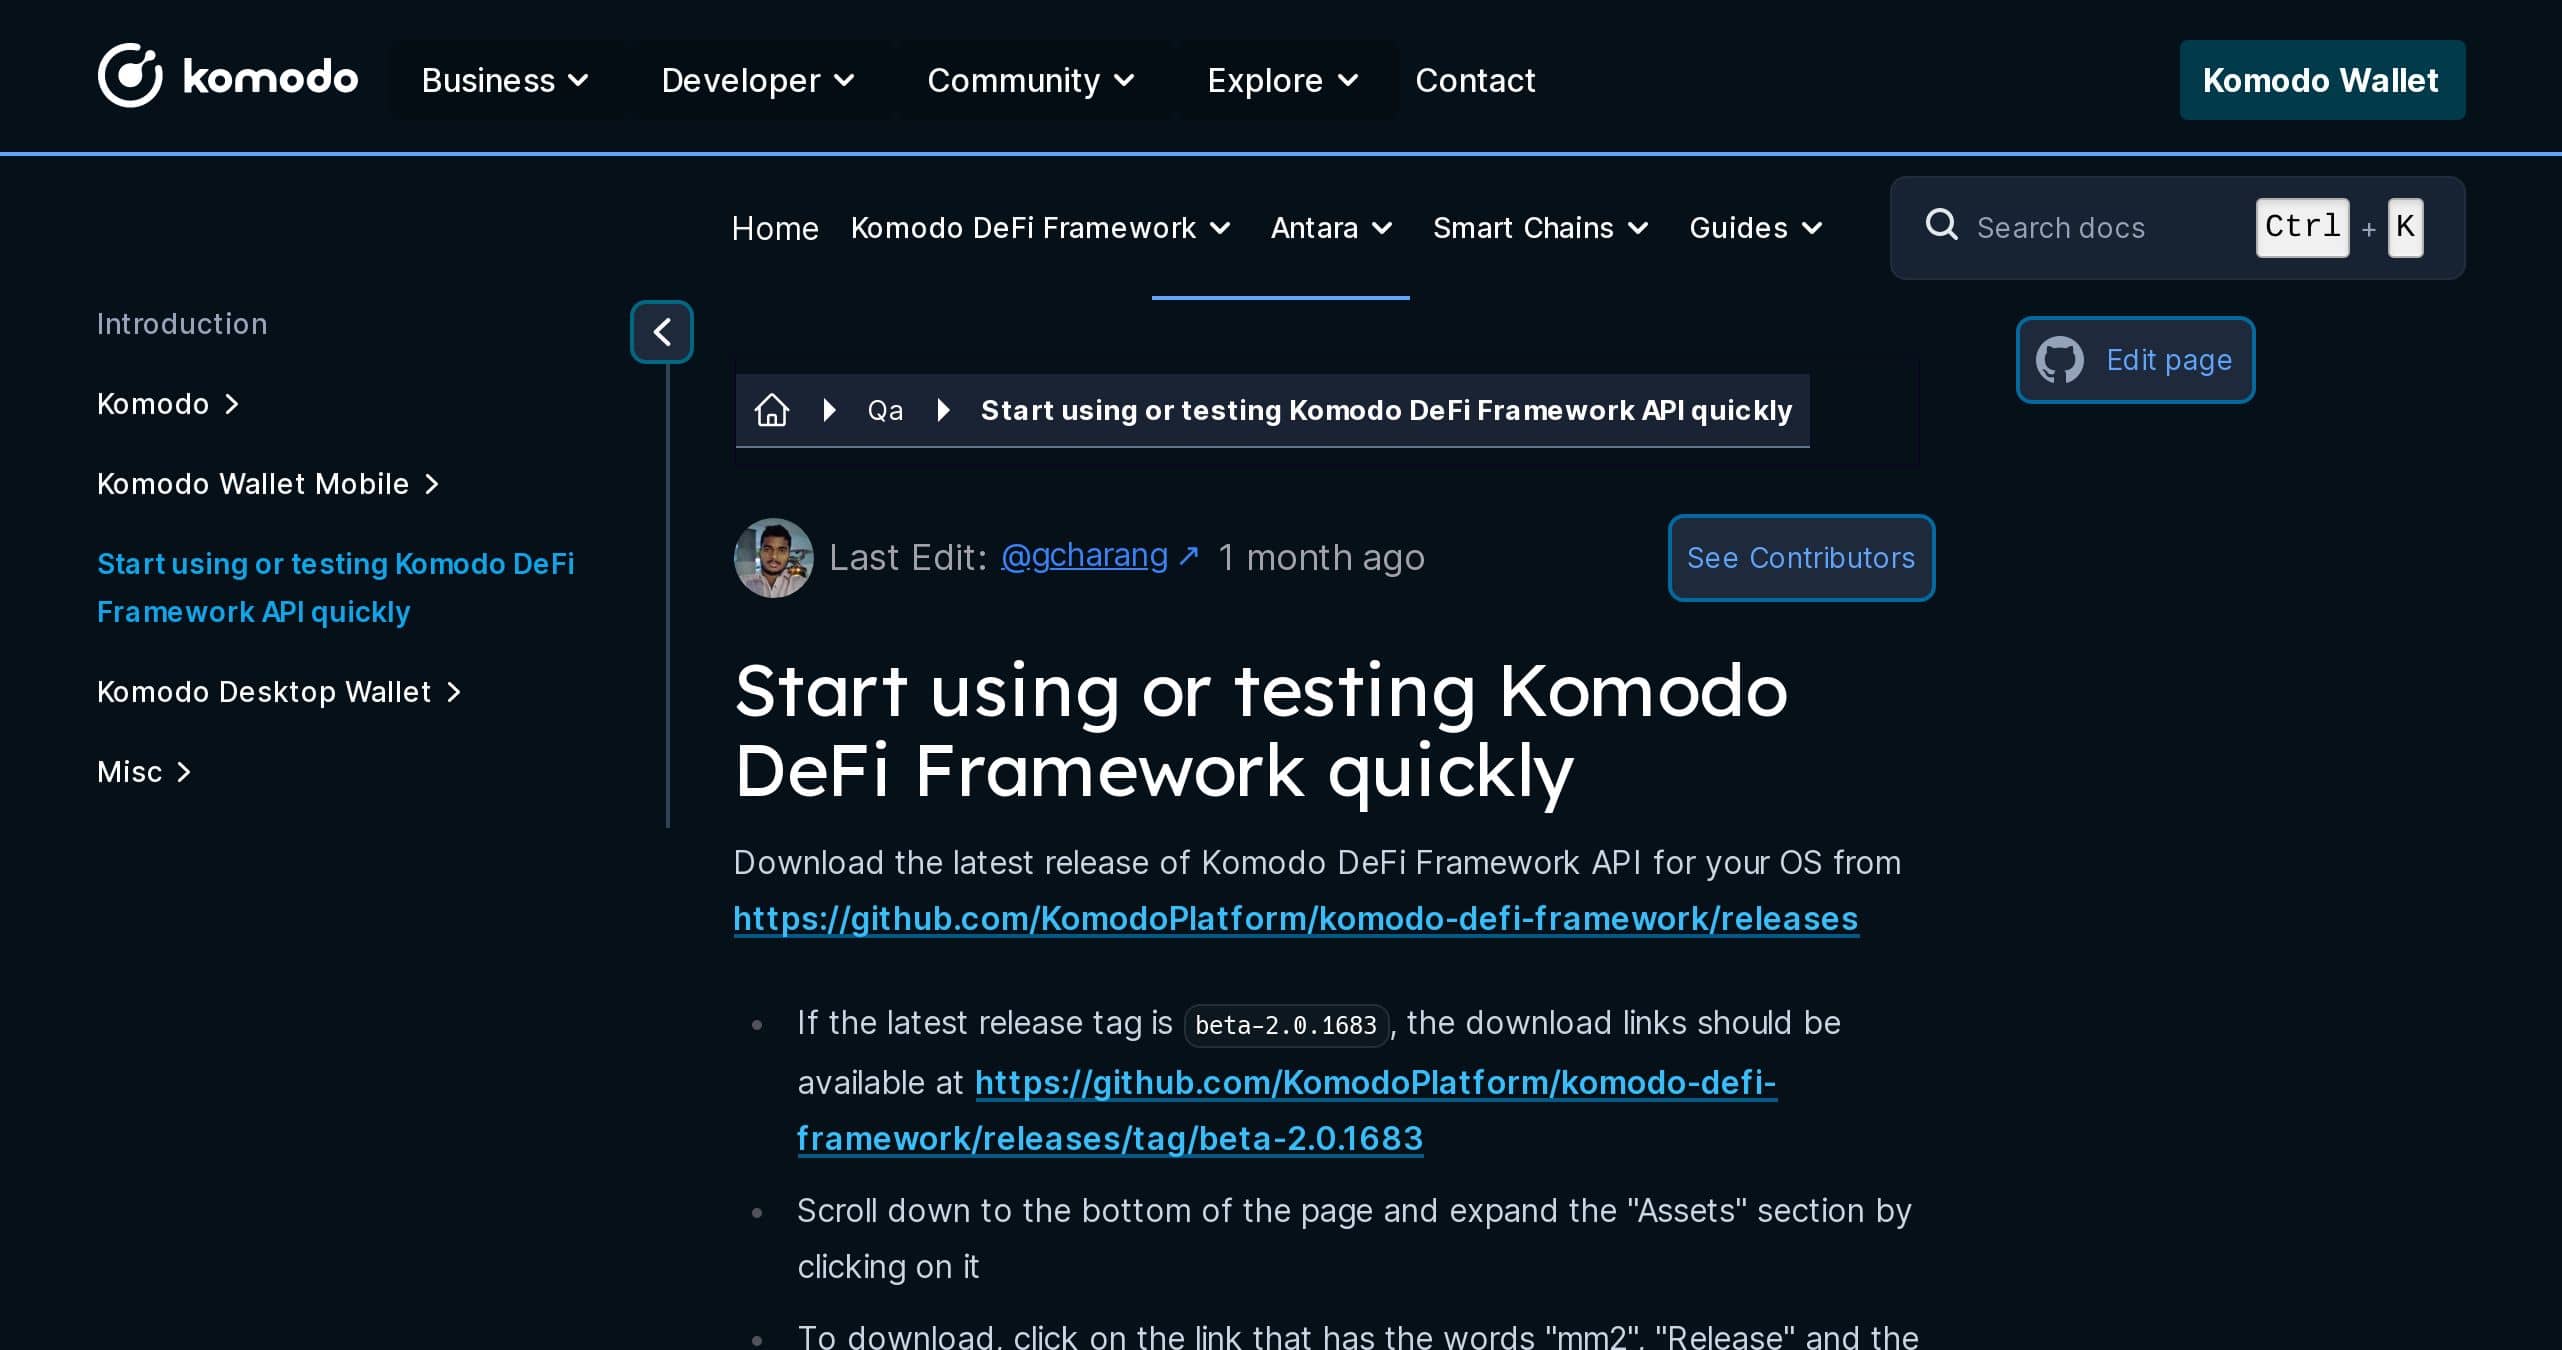 komodo Business Developer Community Explore Contact Komodo Wallet
Home Komodo DeFi Framework Antara Smart Chains Guides Search docs Ctrl + K
Introduction
Komodo
Komodo Wallet Mobile
Start using or testing Komodo DeFi
Framework API quickly
Komodo Desktop Wallet
Misc
Edit page
Qa Start using or testing Komodo DeFi Framework API quickly
Last Edit: @gcharang ↗ 1 month ago See Contributors
Start using or testing Komodo
DeFi Framework quickly
Download the latest release of Komodo DeFi Framework API for your OS from
https://github.com/KomodoPlatform/komodo-defi-framework/releases
• If the latest release tag is beta-2.0.1683, the download links should be
available at https://github.com/KomodoPlatform/komodo-defi-
framework/releases/tag/beta-2.0.1683
• Scroll down to the bottom of the page and expand the "Assets" section by
clicking on it
• To download, click on the link that has the words "mm2", "Release" and the